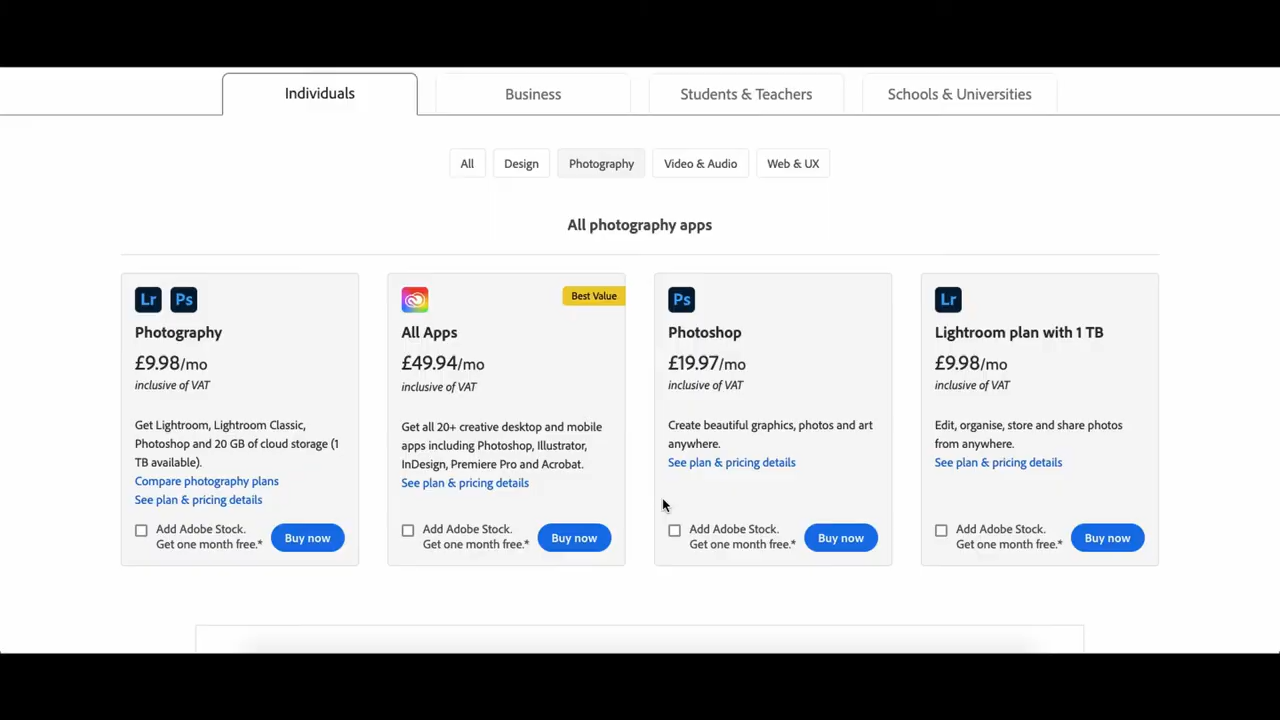 Individuals
Business
Students & Teachers
Schools & Universities
All
Design
Photography
Video & Audio
Web & UX
All photography apps
Lr Ps
Photography
£9.98/mo
inclusive of VAT
Get Lightroom, Lightroom Classic,
Photoshop and 20 GB of cloud storage (1
TB available).
Compare photography plans
See plan & pricing details
Add Adobe Stock.
Get one month free.*
Buy now
Best Value
All Apps
£49.94/mo
inclusive of VAT
Get all 20+ creative desktop and mobile
apps including Photoshop, Illustrator,
InDesign, Premiere Pro and Acrobat.
See plan & pricing details
Add Adobe Stock.
Get one month free.*
Buy now
Ps
Photoshop
£19.97/mo
inclusive of VAT
Create beautiful graphics, photos and art
anywhere.
See plan & pricing details
Add Adobe Stock.
Get one month free.*
Buy now
Lr
Lightroom plan with 1 TB
£9.98/mo
inclusive of VAT
Edit, organise, store and share photos
from anywhere.
See plan & pricing details
Add Adobe Stock.
Get one month free.*
Buy now